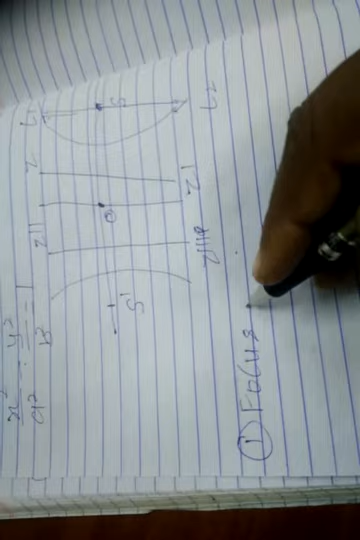 x²/a² - y²/b² = 1
L1 S L2
Z Z'
O
Z'' Z'''
S'
① Focus